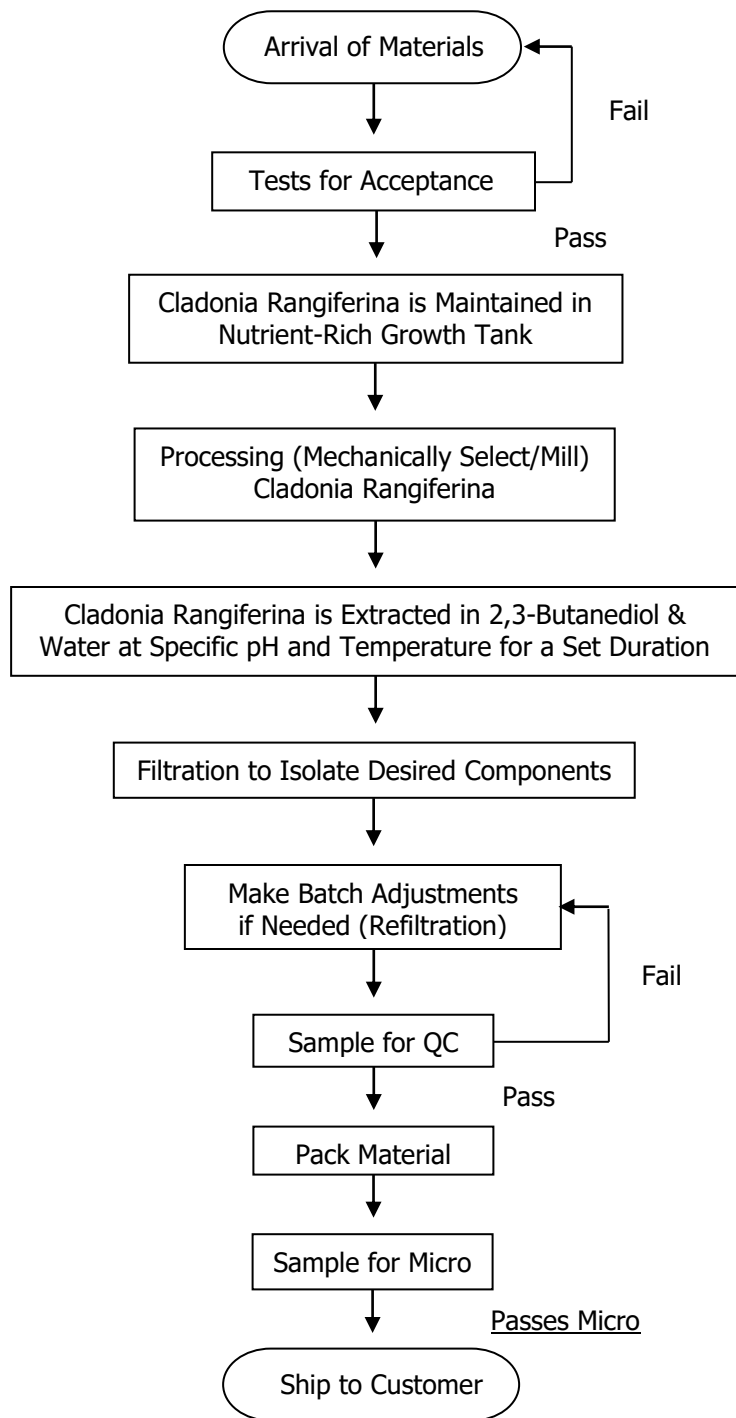 Arrival of Materials
Fail
Tests for Acceptance
Pass
Cladonia Rangiferina is Maintained in
Nutrient-Rich Growth Tank
Processing (Mechanically Select/Mill)
Cladonia Rangiferina
Cladonia Rangiferina is Extracted in 2,3-Butanediol &
Water at Specific pH and Temperature for a Set Duration
Filtration to Isolate Desired Components
Make Batch Adjustments
if Needed (Refiltration)
Fail
Sample for QC
Pass
Pack Material
Sample for Micro
Passes Micro
Ship to Customer